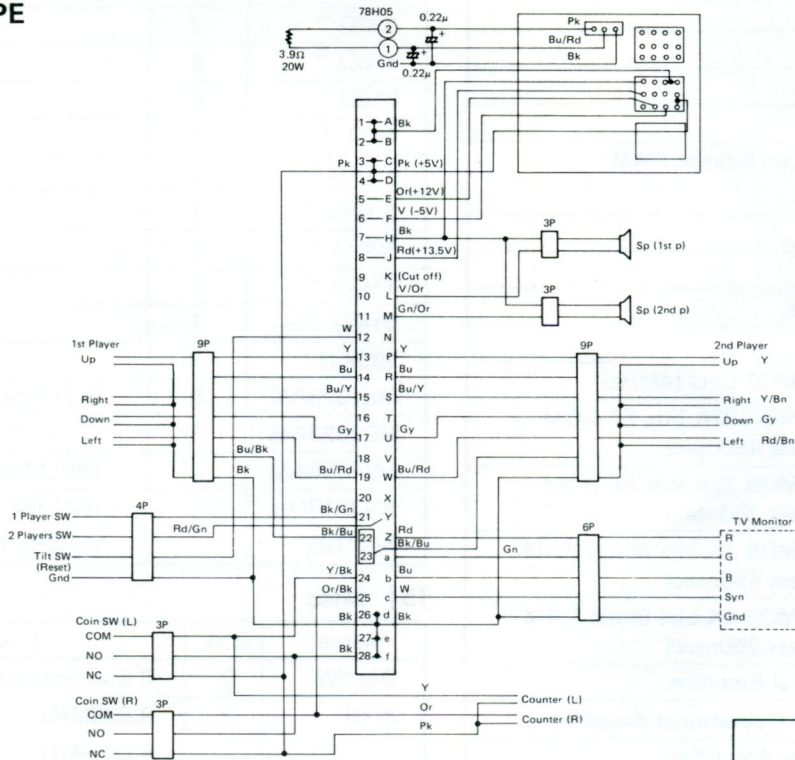 PE
78H05
0.22μ
Pk
2
+
Bu/Rd
1
+
Bk
3.9Ω
20W
Gnd
0.22μ
1 A Bk
2 B
Pk 3 C Pk (+5V)
4 D
5 E Or(+12V)
6 F V (-5V)
7 H Bk
8 J Rd(+13.5V)
9 K (Cut off)
10 L V/Or
11 M Gn/Or
W 12 N
Y 13 P Y
Bu 14 R Bu
Bu/Y 15 S Bu/Y
16 T
Gy 17 U Gy
18 V
Bu/Rd 19 W Bu/Rd
20 X
Bk/Gn 21 Y
Bk/Bu 22 Z Rd
23 a Bk/Bu
Y/Bk 24 b Bu
Or/Bk 25 c W
Bk 26 d Bk
27 e
Bk 28 f
3P
Sp (1st p)
3P
Sp (2nd p)
1st Player
Up
Right
Down
Left
9P
Bu/Bk
Bk
2nd Player
9P
Up Y
Right Y/Bn
Down Gy
Left Rd/Bn
4P
1 Player SW
2 Players SW
Rd/Gn
Tilt SW
(Reset)
Gnd
Gn
6P
TV Monitor
R
G
B
Syn
Gnd
Coin SW (L)
3P
COM
NO
NC
Coin SW (R)
3P
COM
NO
NC
Y
Or
Pk
Counter (L)
Counter (R)